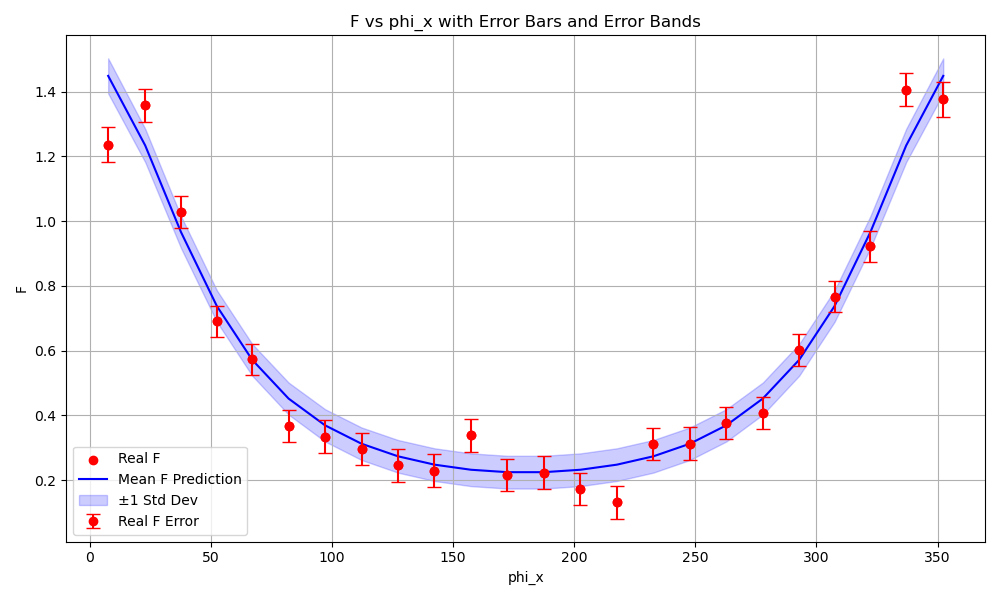 F vs phi_x with Error Bars and Error Bands
F
1.4
1.2
1.0
0.8
0.6
0.4
0.2
Real F
Mean F Prediction
±1 Std Dev
Real F Error
0 50 100 150 200 250 300 350
phi_x